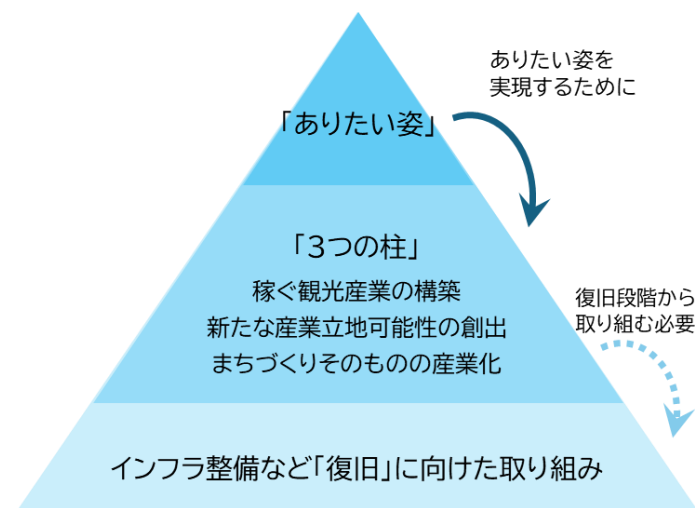 ありたい姿を
実現するために
「ありたい姿」
「３つの柱」
稼ぐ観光産業の構築
新たな産業立地可能性の創出
まちづくりそのものの産業化
復旧段階から
取り組む必要
インフラ整備など「復旧」に向けた取り組み